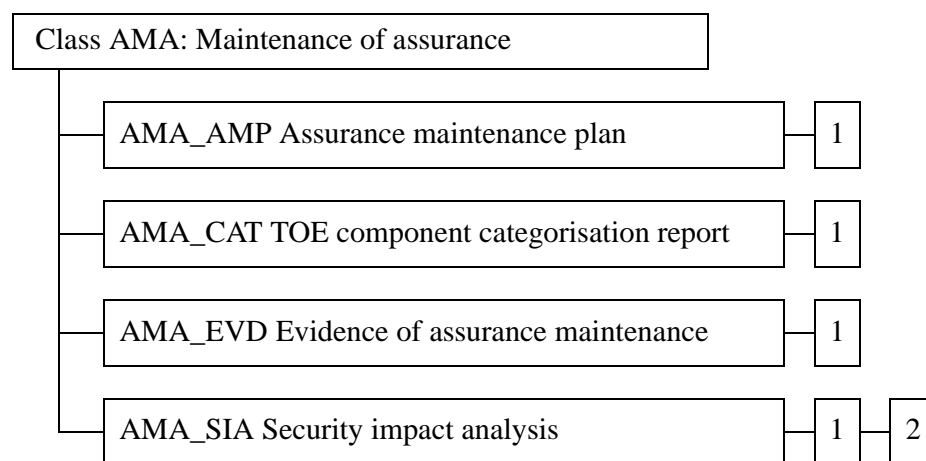 Class AMA: Maintenance of assurance
AMA_AMP Assurance maintenance plan 1
AMA_CAT TOE component categorisation report 1
AMA_EVD Evidence of assurance maintenance 1
AMA_SIA Security impact analysis 1 2